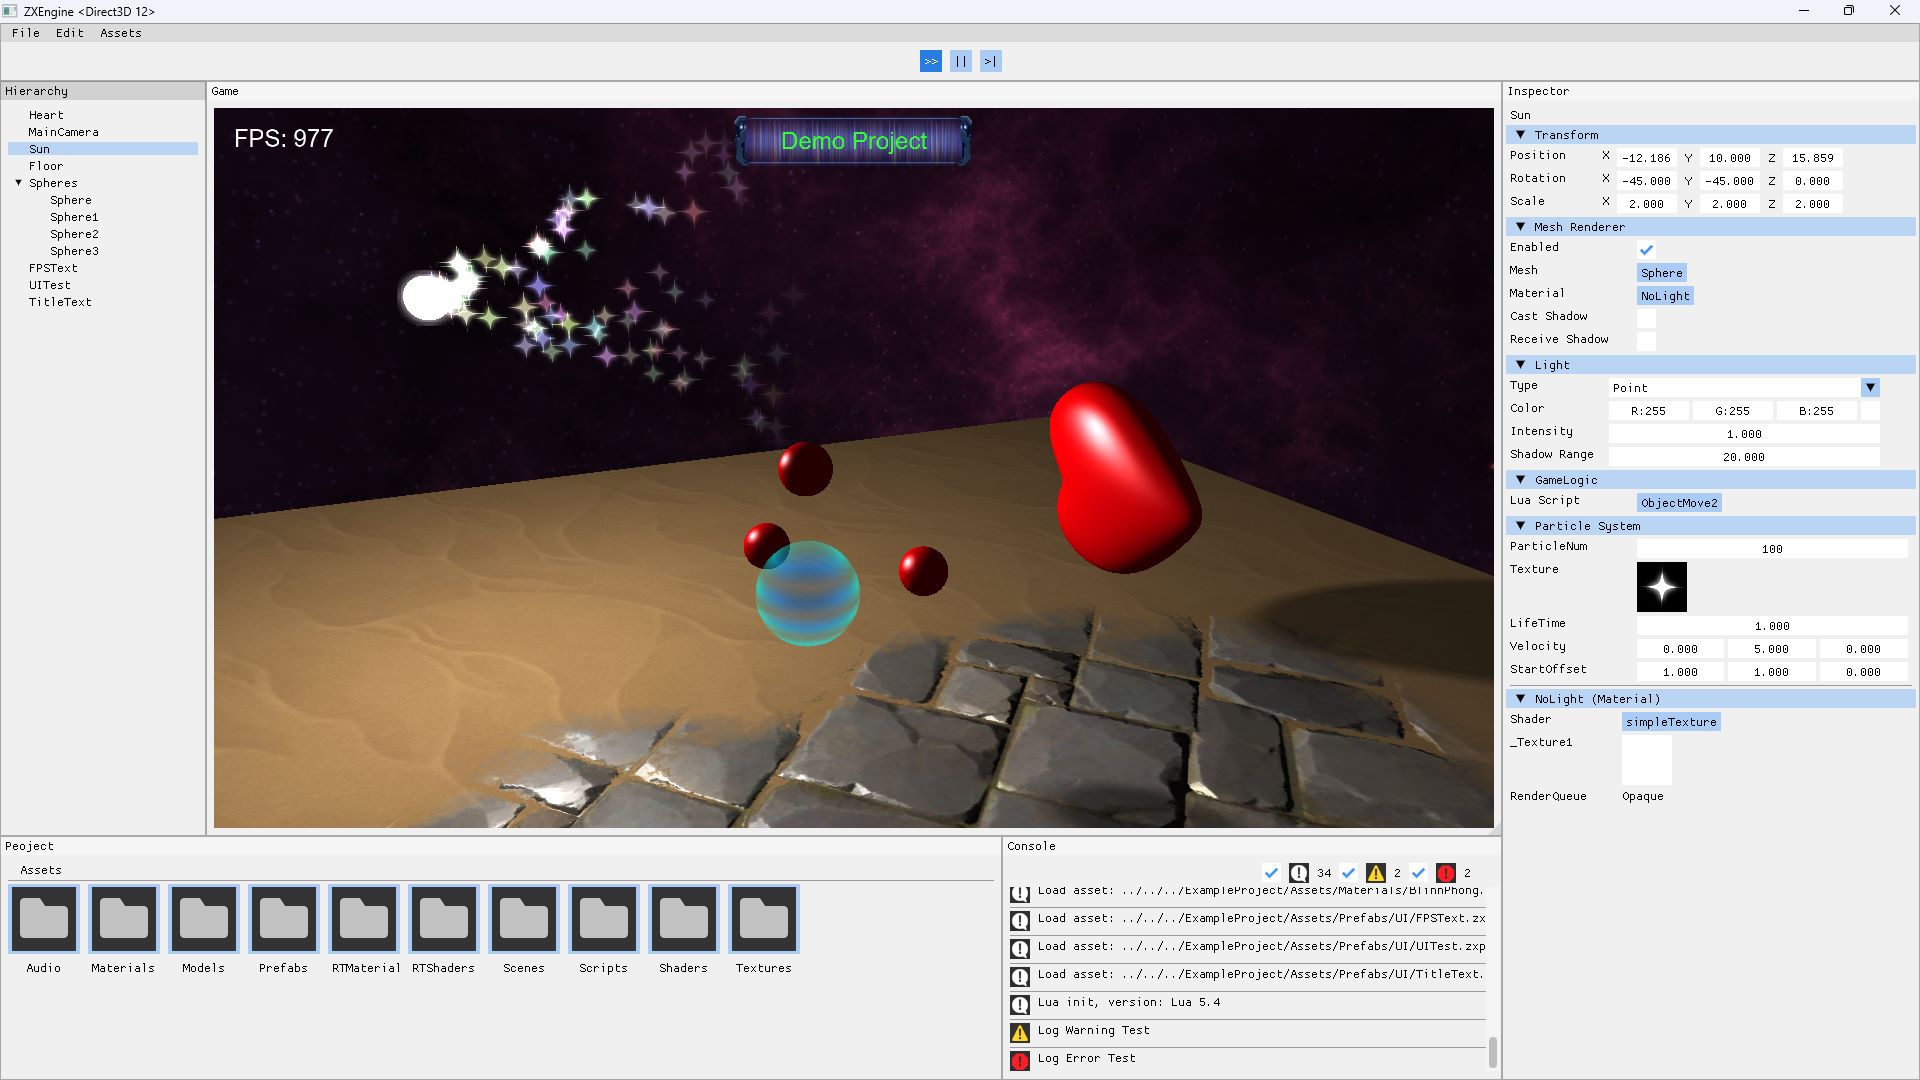 ZXEngine <Direct3D 12>
File Edit Assets
>> || >|
Hierarchy
Heart
MainCamera
Sun
Floor
Spheres
Sphere
Sphere1
Sphere2
Sphere3
FPSText
UITest
TitleText
Game
FPS: 977
Demo Project
Inspector
Sun
Transform
Position X -12.186 Y 10.000 Z 15.859
Rotation X -45.000 Y -45.000 Z 0.000
Scale X 2.000 Y 2.000 Z 2.000
Mesh Renderer
Enabled
Mesh Sphere
Material NoLight
Cast Shadow
Receive Shadow
Light
Type Point
Color R:255 G:255 B:255
Intensity 1.000
Shadow Range 20.000
GameLogic
Lua Script ObjectMove2
Particle System
ParticleNum 100
Texture
LifeTime 1.000
Velocity 0.000 5.000 0.000
StartOffset 1.000 1.000 0.000
NoLight (Material)
Shader simpleTexture
_Texture1
RenderQueue Opaque
Peoject
Assets
Audio Materials Models Prefabs RTMaterial RTShaders Scenes Scripts Shaders Textures
Console
34 2 2
Load asset: ../../../ExampleProject/Assets/Materials/BlinnPhong.
Load asset: ../../../ExampleProject/Assets/Prefabs/UI/FPSText.zx
Load asset: ../../../ExampleProject/Assets/Prefabs/UI/UITest.zxp
Load asset: ../../../ExampleProject/Assets/Prefabs/UI/TitleText.
Lua init, version: Lua 5.4
Log Warning Test
Log Error Test